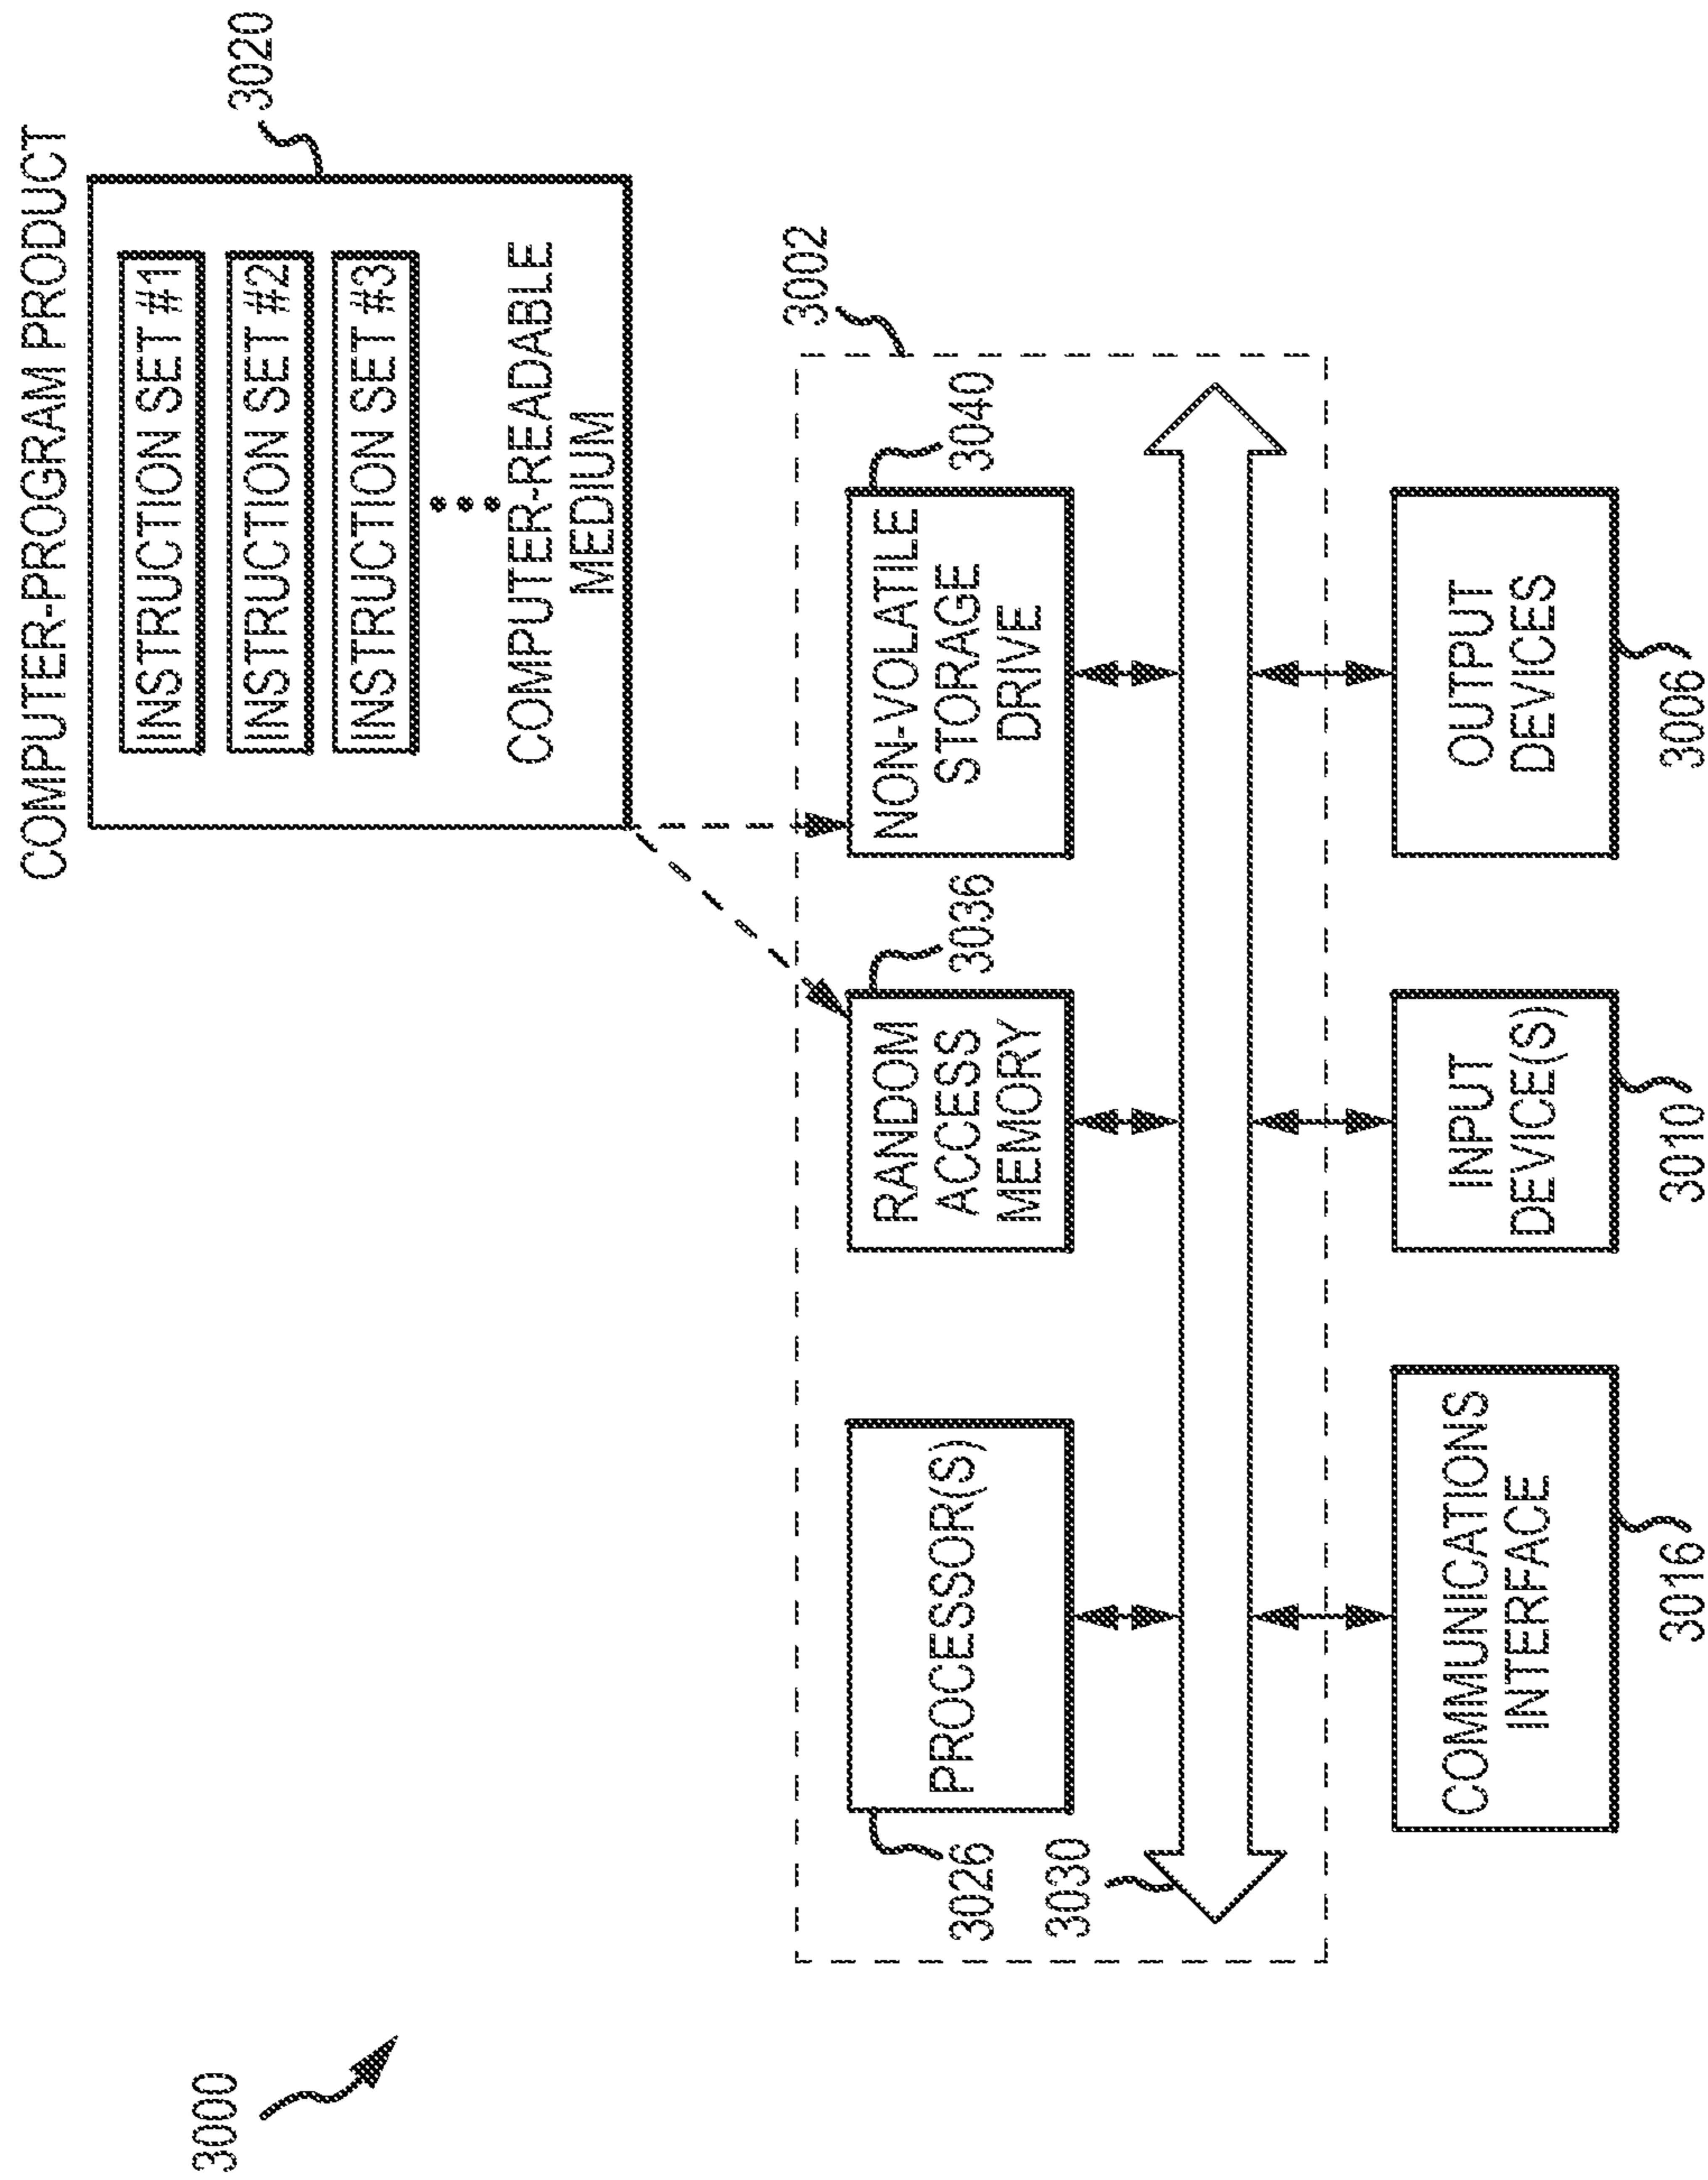 3000
COMPUTER-PROGRAM PRODUCT
INSTRUCTION SET #1
INSTRUCTION SET #2
INSTRUCTION SET #3
COMPUTER-READABLE
MEDIUM
3020
3002
PROCESSOR(S)
3026
RANDOM
ACCESS
MEMORY
3036
NON-VOLATILE
STORAGE
DRIVE
3040
3030
COMMUNICATIONS
INTERFACE
3016
INPUT
DEVICE(S)
3010
OUTPUT
DEVICES
3006